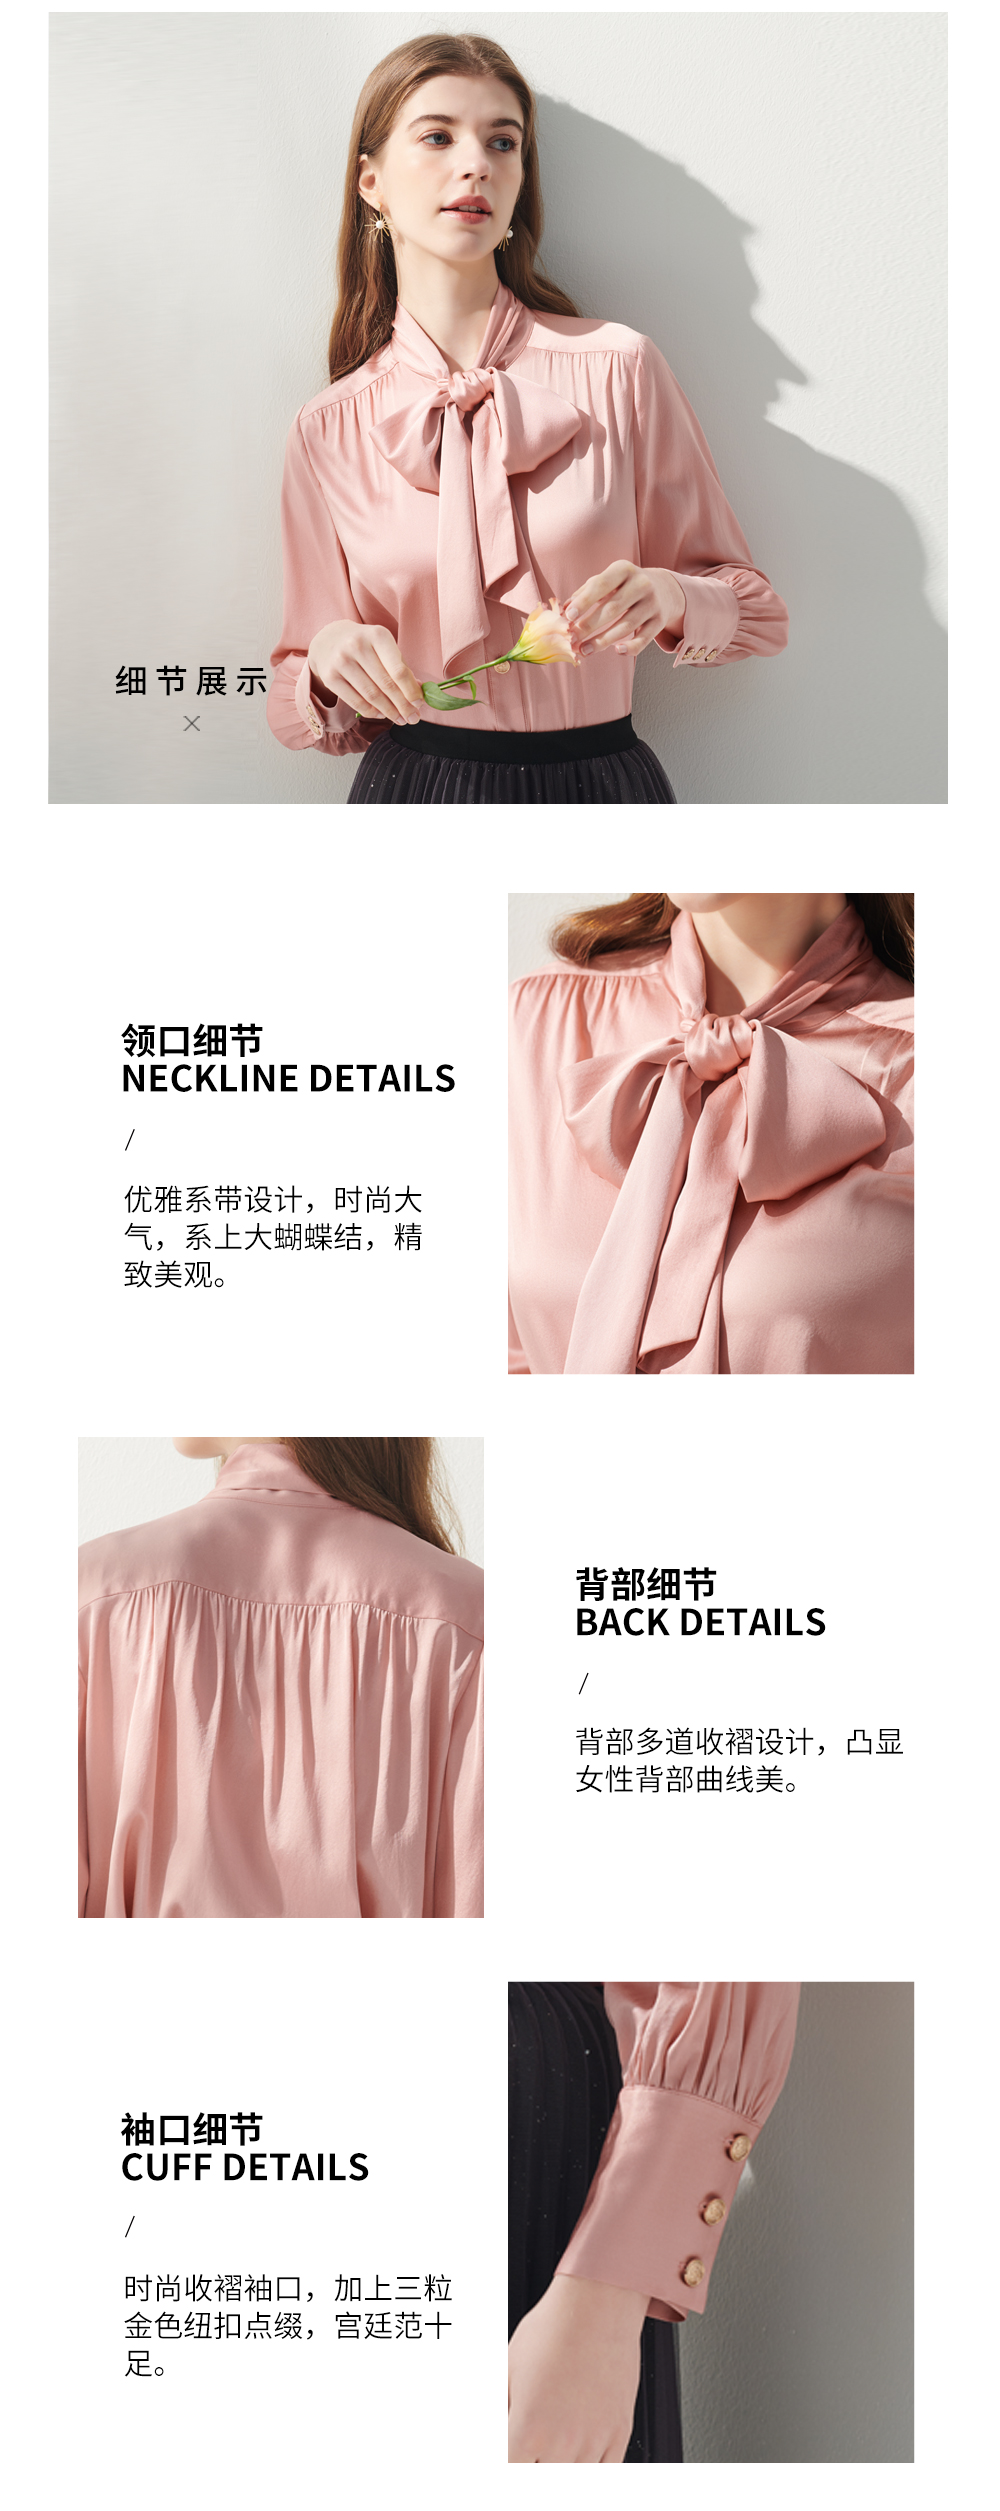 细节展示
领口细节
NECKLINE DETAILS
/
优雅系带设计，时尚大
气，系上大蝴蝶结，精
致美观。
背部细节
BACK DETAILS
/
背部多道收褶设计，凸显
女性背部曲线美。
袖口细节
CUFF DETAILS
/
时尚收褶袖口，加上三粒
金色纽扣点缀，宫廷范十
足。